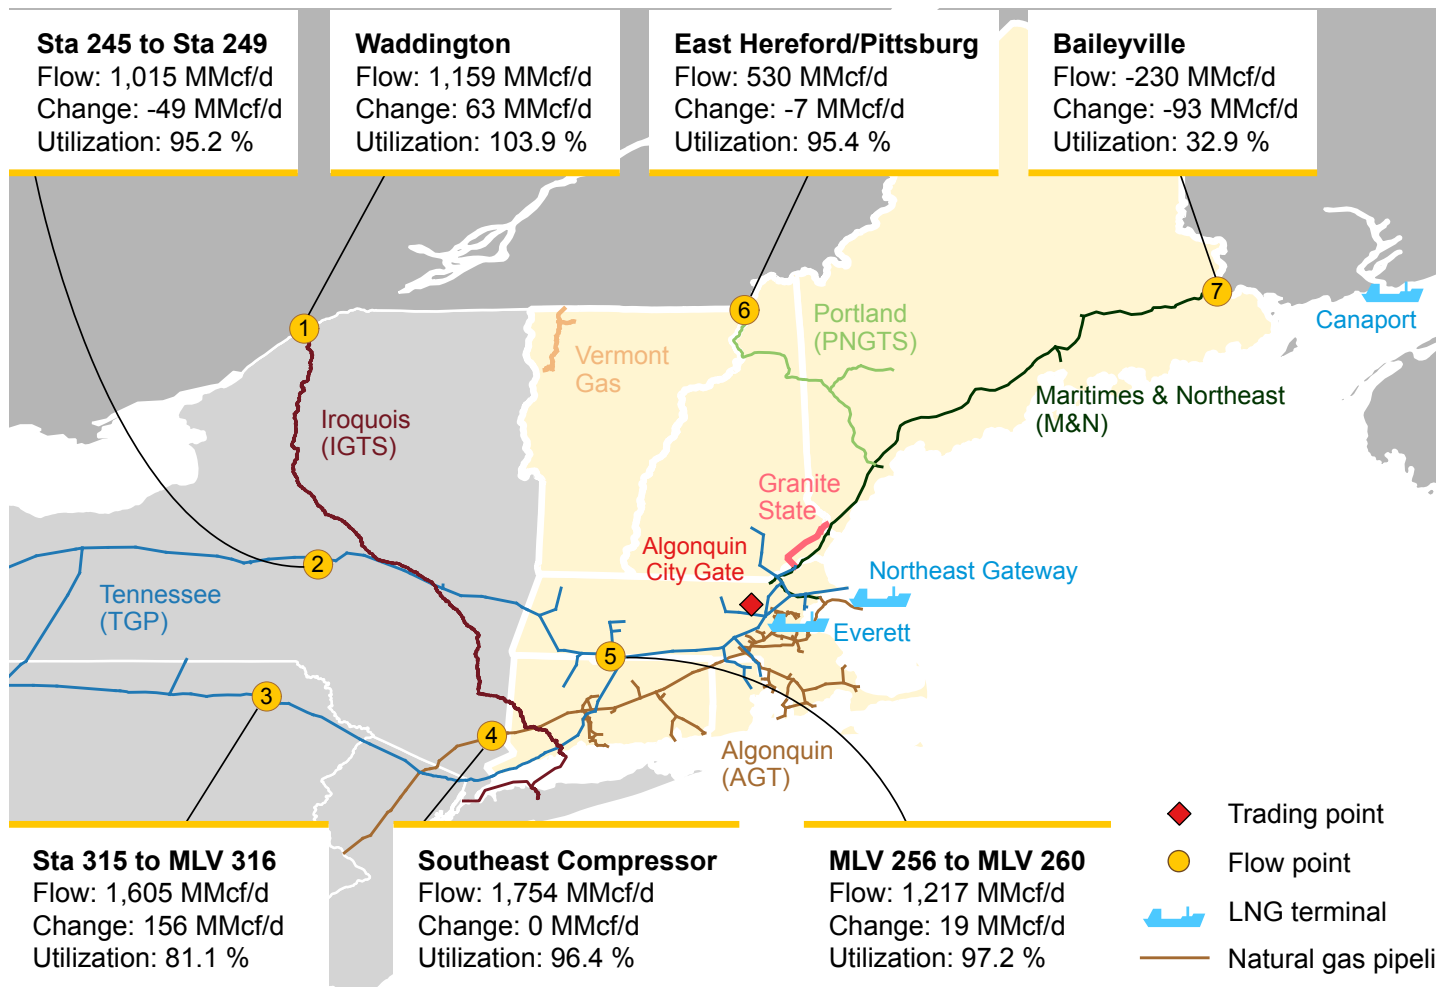 Sta 245 to Sta 249
Flow: 1,015 MMcf/d
Change: -49 MMcf/d
Utilization: 95.2 %
Waddington
Flow: 1,159 MMcf/d
Change: 63 MMcf/d
Utilization: 103.9 %
East Hereford/Pittsburg
Flow: 530 MMcf/d
Change: -7 MMcf/d
Utilization: 95.4 %
Baileyville
Flow: -230 MMcf/d
Change: -93 MMcf/d
Utilization: 32.9 %
1
6
7
Canaport
Portland
(PNGTS)
Vermont
Gas
Maritimes & Northeast
(M&N)
Iroquois
(IGTS)
Granite
State
Algonquin
City Gate
2
Northeast Gateway
Tennessee
(TGP)
Everett
5
3
4
Algonquin
(AGT)
Sta 315 to MLV 316
Flow: 1,605 MMcf/d
Change: 156 MMcf/d
Utilization: 81.1 %
Southeast Compressor
Flow: 1,754 MMcf/d
Change: 0 MMcf/d
Utilization: 96.4 %
MLV 256 to MLV 260
Flow: 1,217 MMcf/d
Change: 19 MMcf/d
Utilization: 97.2 %
Trading point
Flow point
LNG terminal
Natural gas pipeli